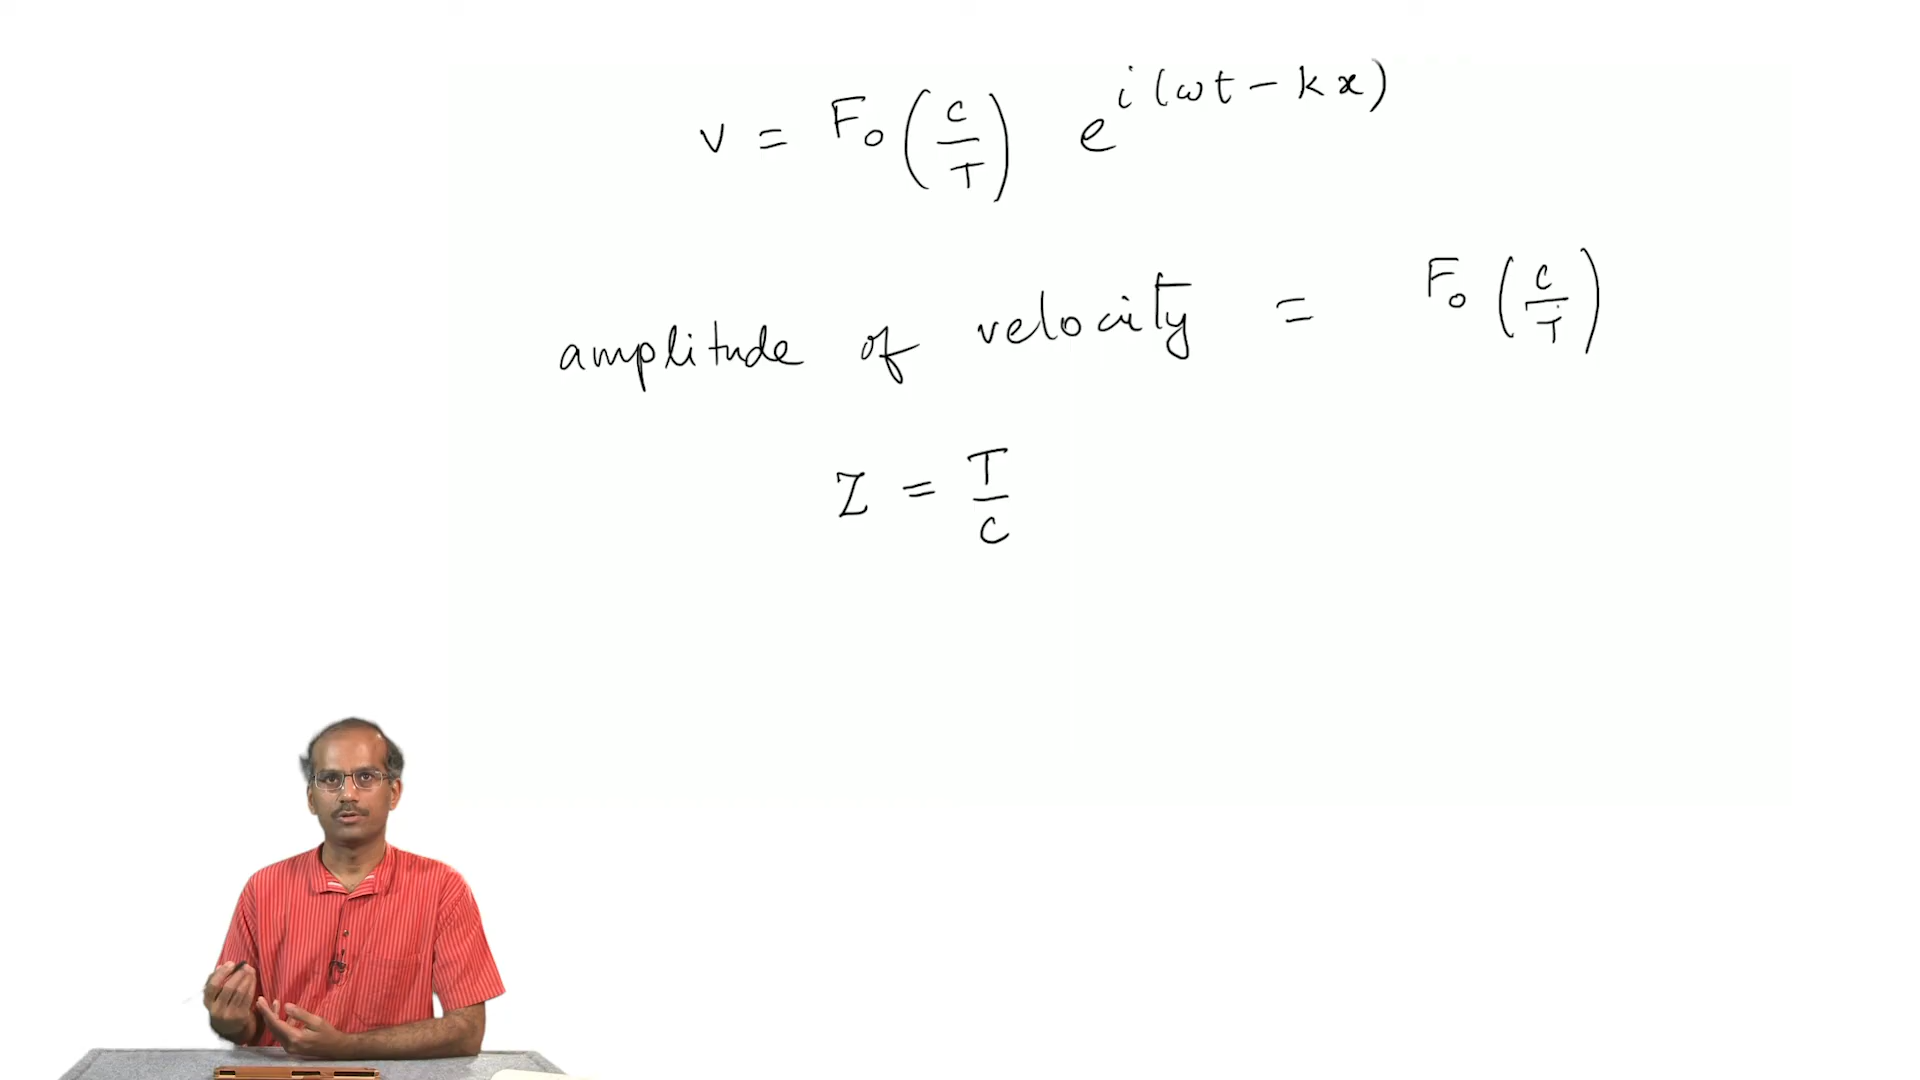 v = F₀ (c/T) e^{i(ωt − kx)}
amplitude of velocity = F₀ (c/T)
Z = T/c